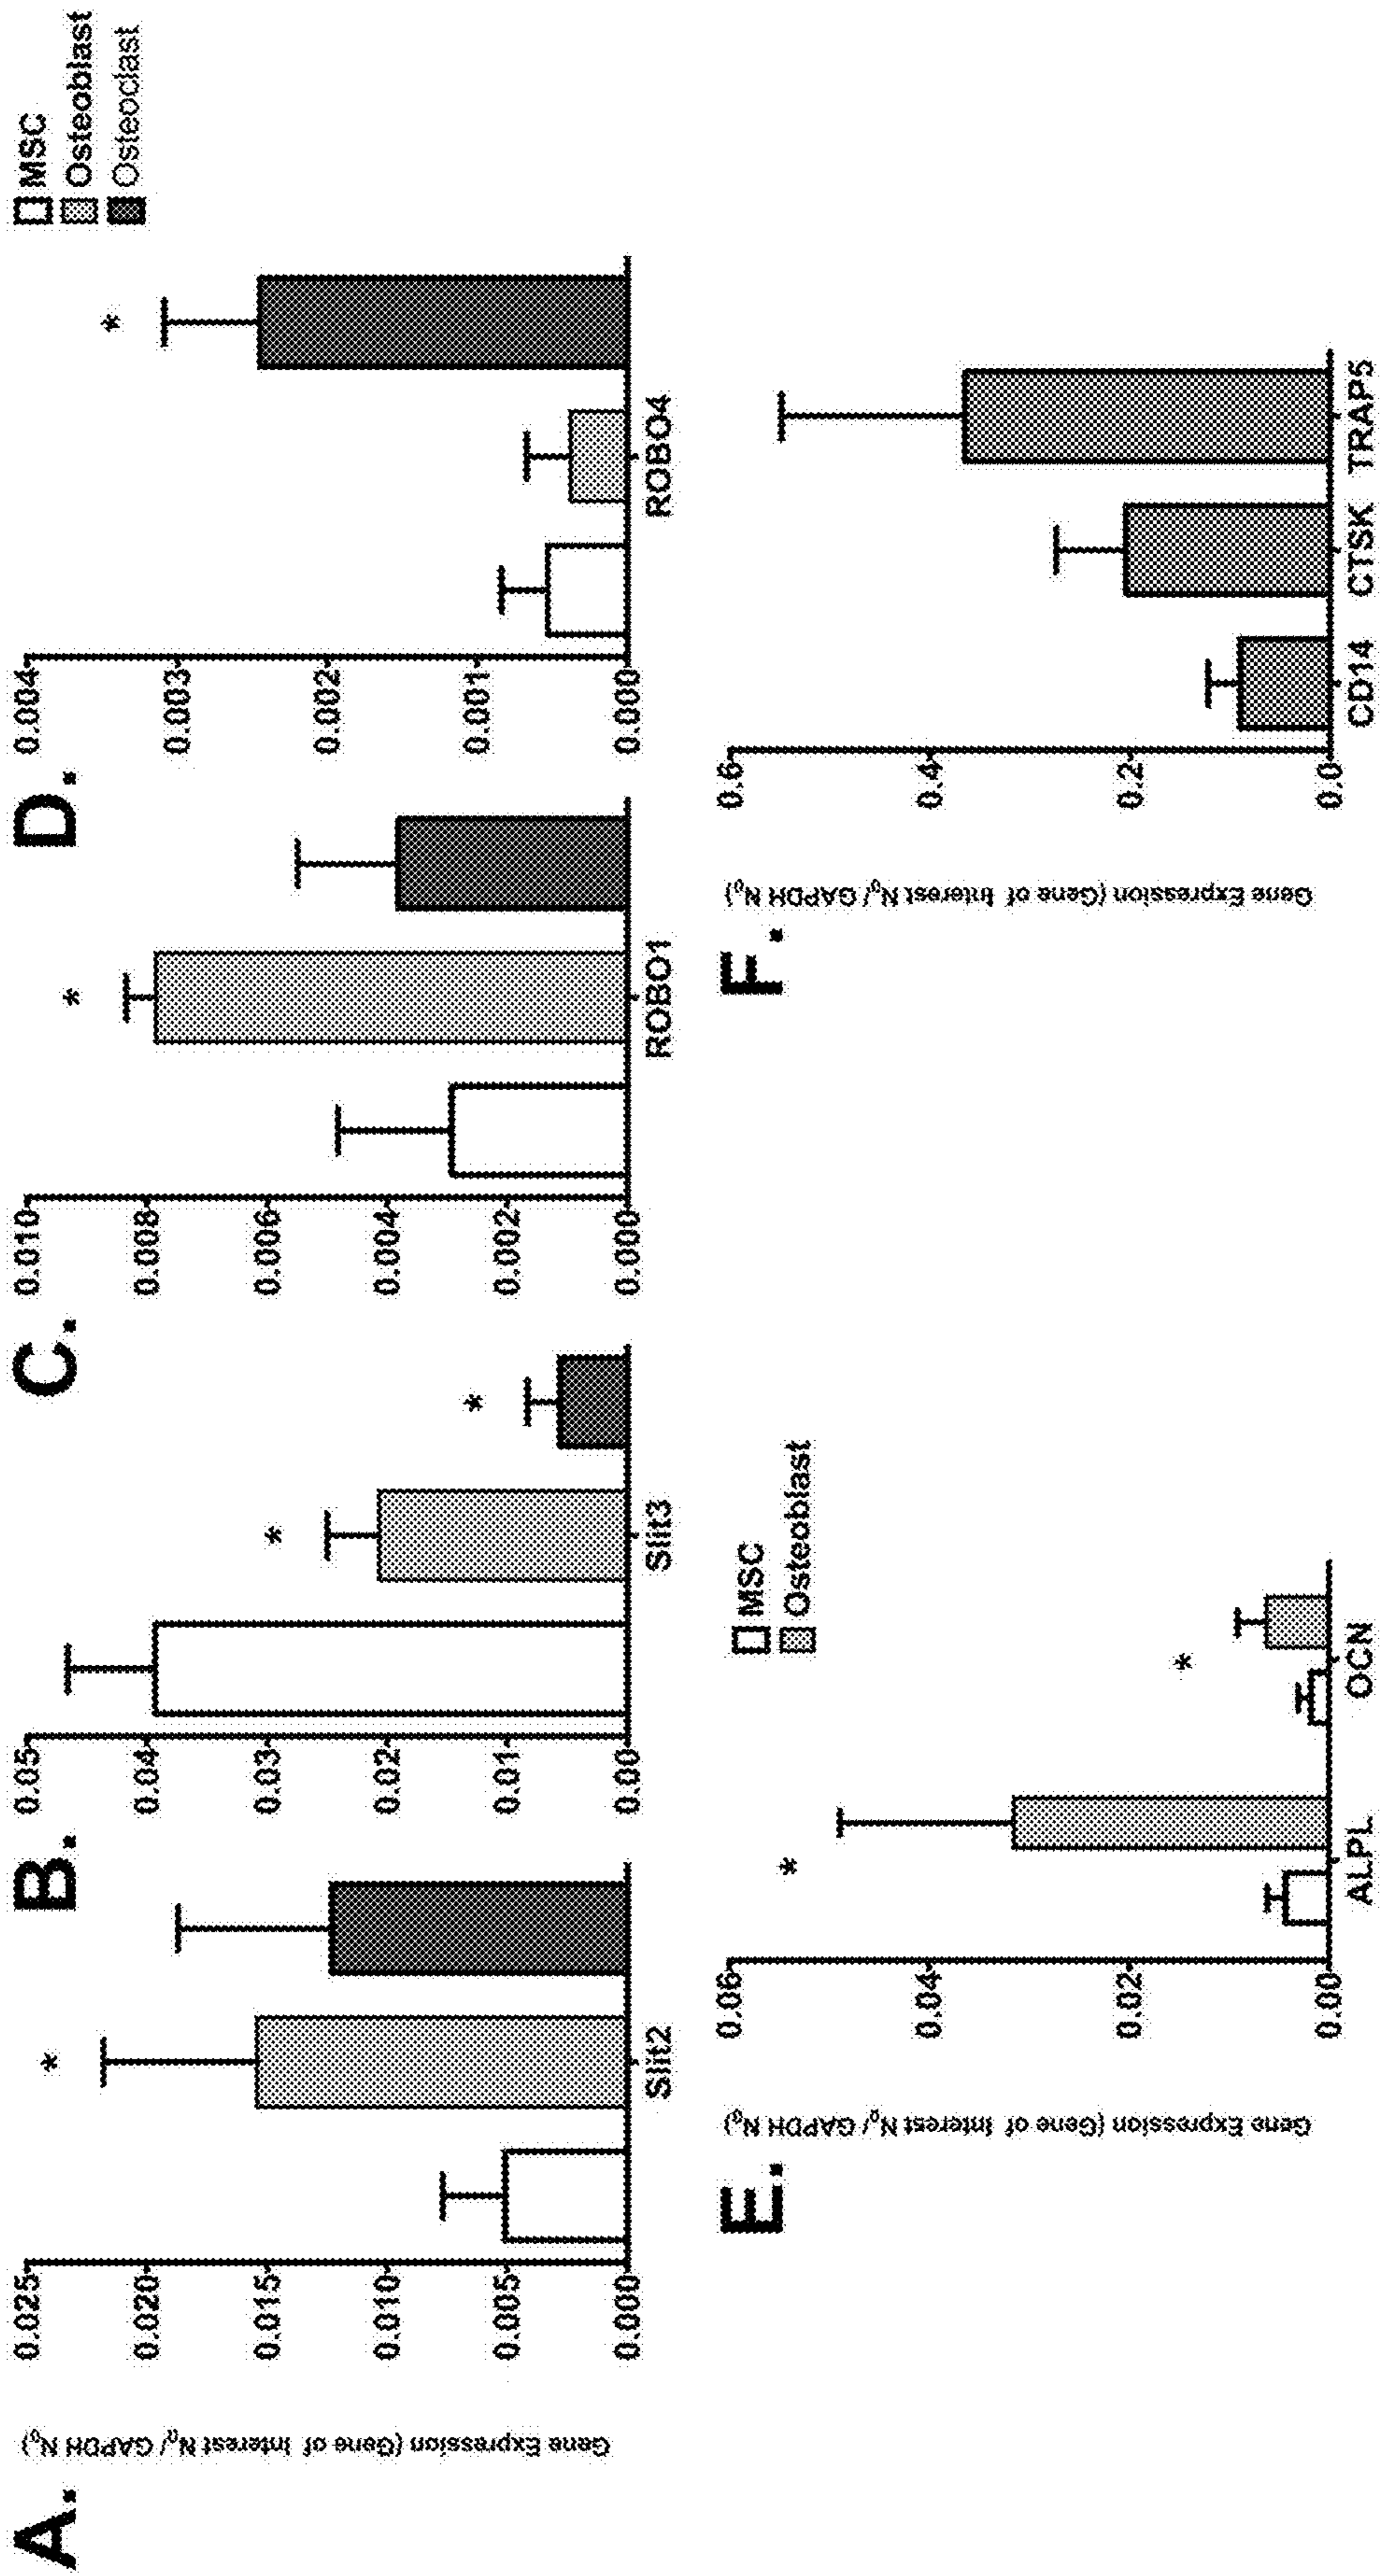 A.
Gene Expression (Gene of Interest N0 / GAPDH N0)
0.025
0.020
0.015
0.010
0.005
0.000
*
Slit2
B.
0.05
0.04
0.03
0.02
0.01
0.00
*
*
Slit3
C.
0.010
0.008
0.006
0.004
0.002
0.000
*
ROBO1
D.
0.004
0.003
0.002
0.001
0.000
*
ROBO4
MSC
Osteoblast
Osteoclast
E.
Gene Expression (Gene of Interest N0 / GAPDH N0)
0.06
0.04
0.02
0.00
*
*
ALPL OCN
MSC
Osteoblast
F.
Gene Expression (Gene of Interest N0 / GAPDH N0)
0.6
0.4
0.2
0.0
CD14 CTSK TRAP5